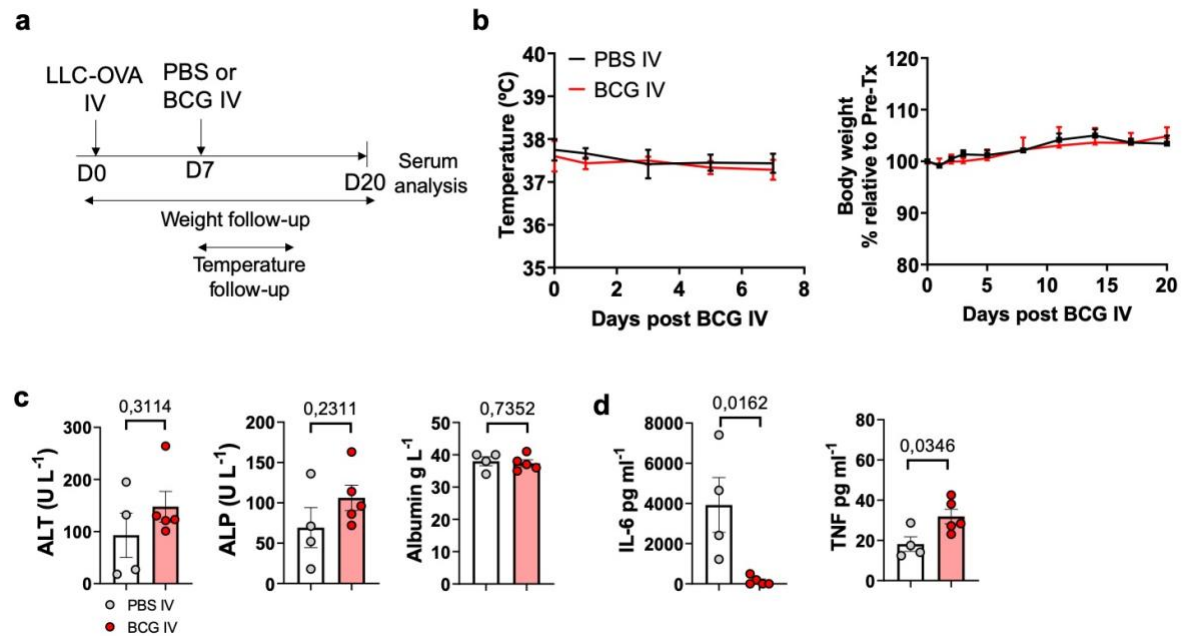 a
LLC-OVA
IV
PBS or
BCG IV
D0
D7
D20
Serum
analysis
Weight follow-up
Temperature
follow-up
b
Temperature (ºC)
40
39
38
37
36
35
PBS IV
BCG IV
0 2 4 6 8
Days post BCG IV
Body weight
% relative to Pre-Tx
120
110
100
90
80
0 5 10 15 20
Days post BCG IV
c
0,3114
ALT (U L-1)
300
200
100
0
PBS IV
BCG IV
0,2311
ALP (U L-1)
200
150
100
50
0
0,7352
Albumin g L-1
50
40
30
20
10
0
d
0,0162
IL-6 pg ml-1
8000
6000
4000
2000
0
0,0346
TNF pg ml-1
80
60
40
20
0